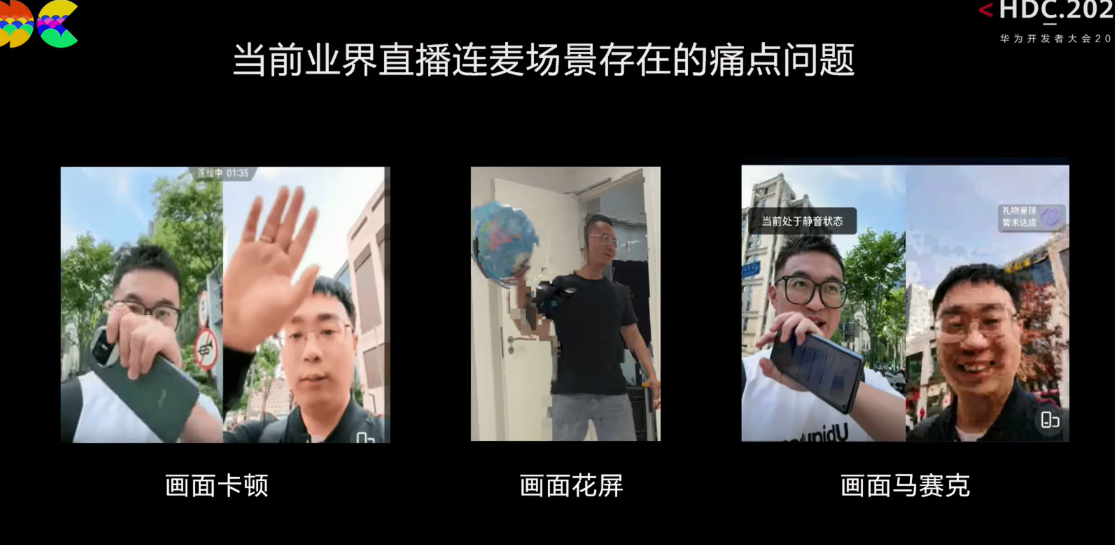 < HDC.202
华为开发者大会20
当前业界直播连麦场景存在的痛点问题
连线中 01:35
当前处于静音状态
礼物星球
暂未达成
画面卡顿
画面花屏
画面马赛克